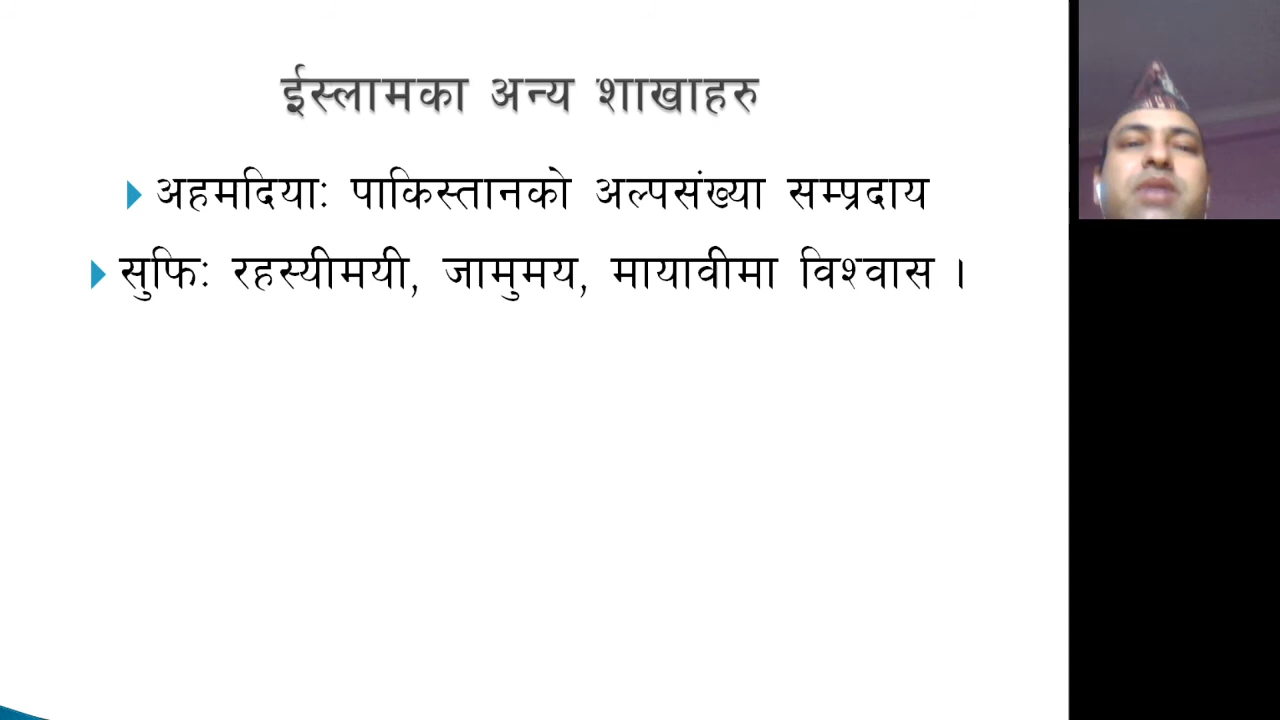 ईस्लामका अन्य शाखाहरु
अहमदियाः पाकिस्तानको अल्पसंख्या सम्प्रदाय
सुफिः रहस्यीमयी, जामुमय, मायावीमा विश्वास ।